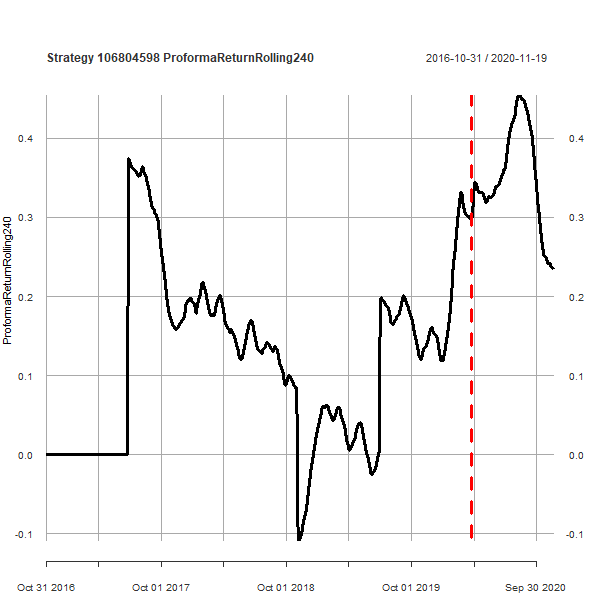 Strategy 106804598 ProformaReturnRolling240
2016-10-31 / 2020-11-19
ProformaReturnRolling240
0.4
0.3
0.2
0.1
0.0
-0.1
0.4
0.3
0.2
0.1
0.0
-0.1
Oct 31 2016
Oct 01 2017
Oct 01 2018
Oct 01 2019
Sep 30 2020